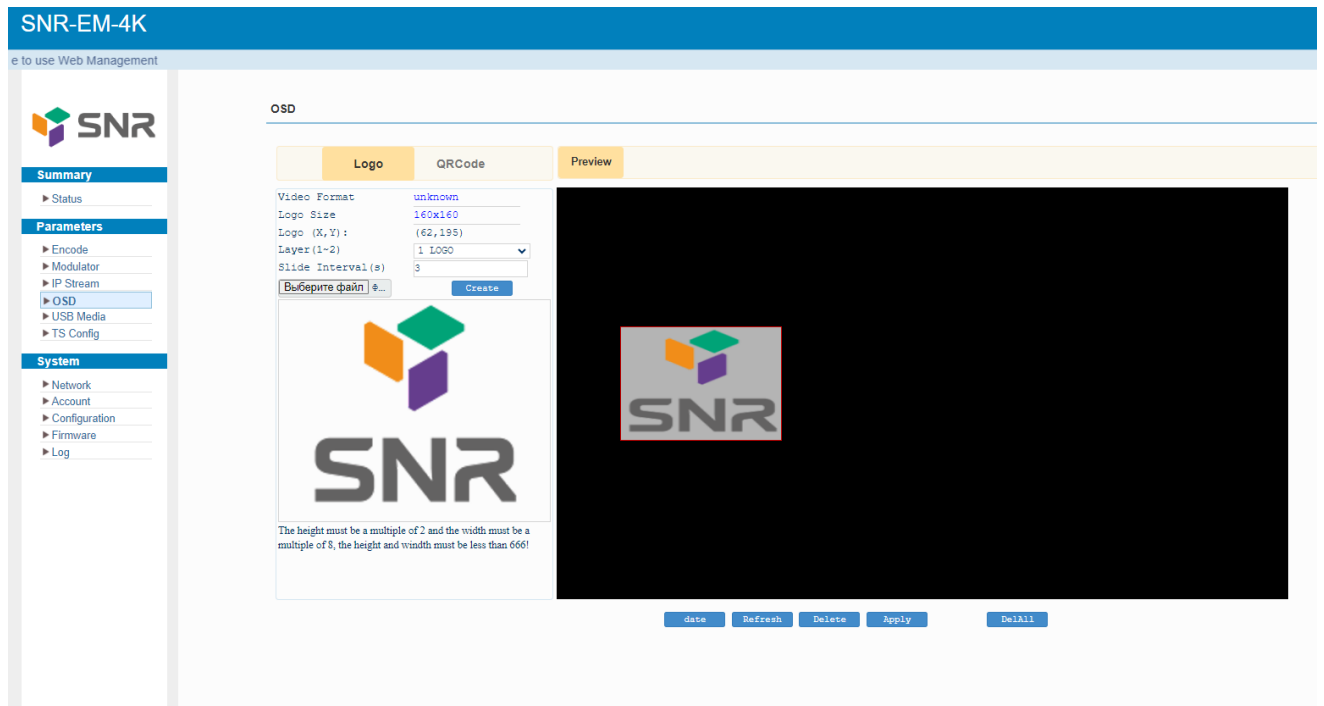 SNR-EM-4K
e to use Web Management
SNR
Summary
Status
Parameters
Encode
Modulator
IP Stream
OSD
USB Media
TS Config
System
Network
Account
Configuration
Firmware
Log
OSD
Logo QRCode
Video Format unknown
Logo Size 160x160
Logo (X,Y): (62,195)
Layer(1~2) 1 LOGO
Slide Interval(s) 3
Выберите файл Create
SNR
The height must be a multiple of 2 and the width must be a
multiple of 8, the height and windth must be less than 666!
Preview
SNR
date Refresh Delete Apply DelAll